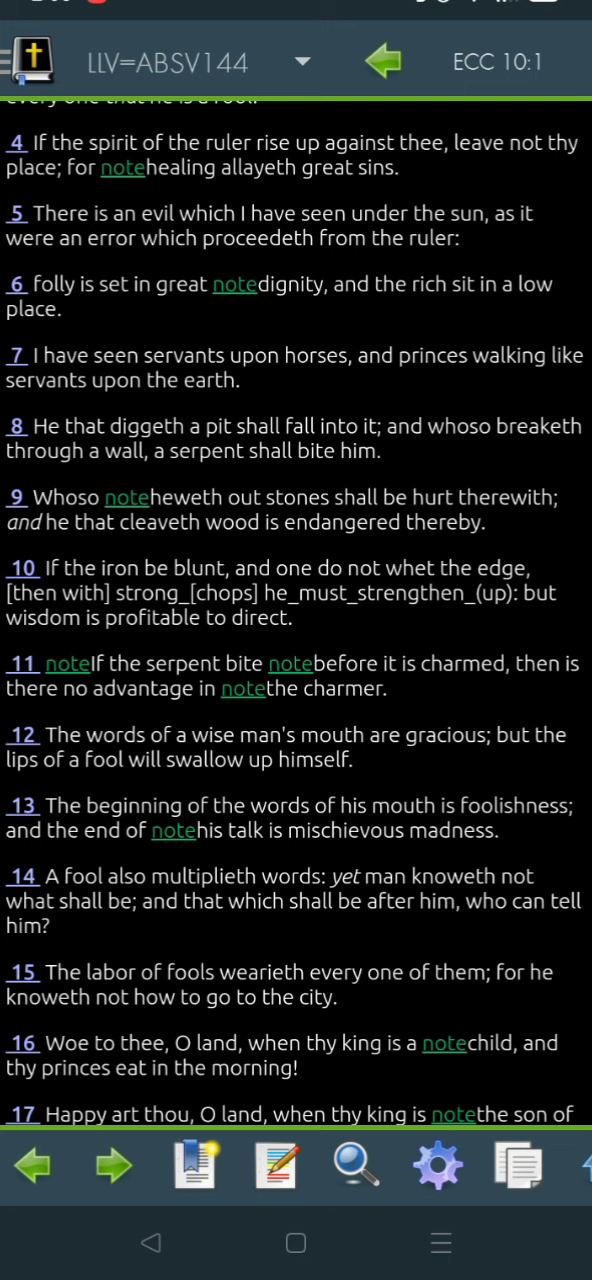 LLV=ABSV144
ECC 10:1
every one that he is a fool.
4 If the spirit of the ruler rise up against thee, leave not thy
place; for notehealing allayeth great sins.
5 There is an evil which I have seen under the sun, as it
were an error which proceedeth from the ruler:
6 folly is set in great notedignity, and the rich sit in a low
place.
7 I have seen servants upon horses, and princes walking like
servants upon the earth.
8 He that diggeth a pit shall fall into it; and whoso breaketh
through a wall, a serpent shall bite him.
9 Whoso noteheweth out stones shall be hurt therewith;
and he that cleaveth wood is endangered thereby.
10 If the iron be blunt, and one do not whet the edge,
[then with] strong_[chops] he_must_strengthen_(up): but
wisdom is profitable to direct.
11 noteIf the serpent bite notebefore it is charmed, then is
there no advantage in notethe charmer.
12 The words of a wise man's mouth are gracious; but the
lips of a fool will swallow up himself.
13 The beginning of the words of his mouth is foolishness;
and the end of notehis talk is mischievous madness.
14 A fool also multiplieth words: yet man knoweth not
what shall be; and that which shall be after him, who can tell
him?
15 The labor of fools wearieth every one of them; for he
knoweth not how to go to the city.
16 Woe to thee, O land, when thy king is a notechild, and
thy princes eat in the morning!
17 Happy art thou, O land, when thy king is notethe son of